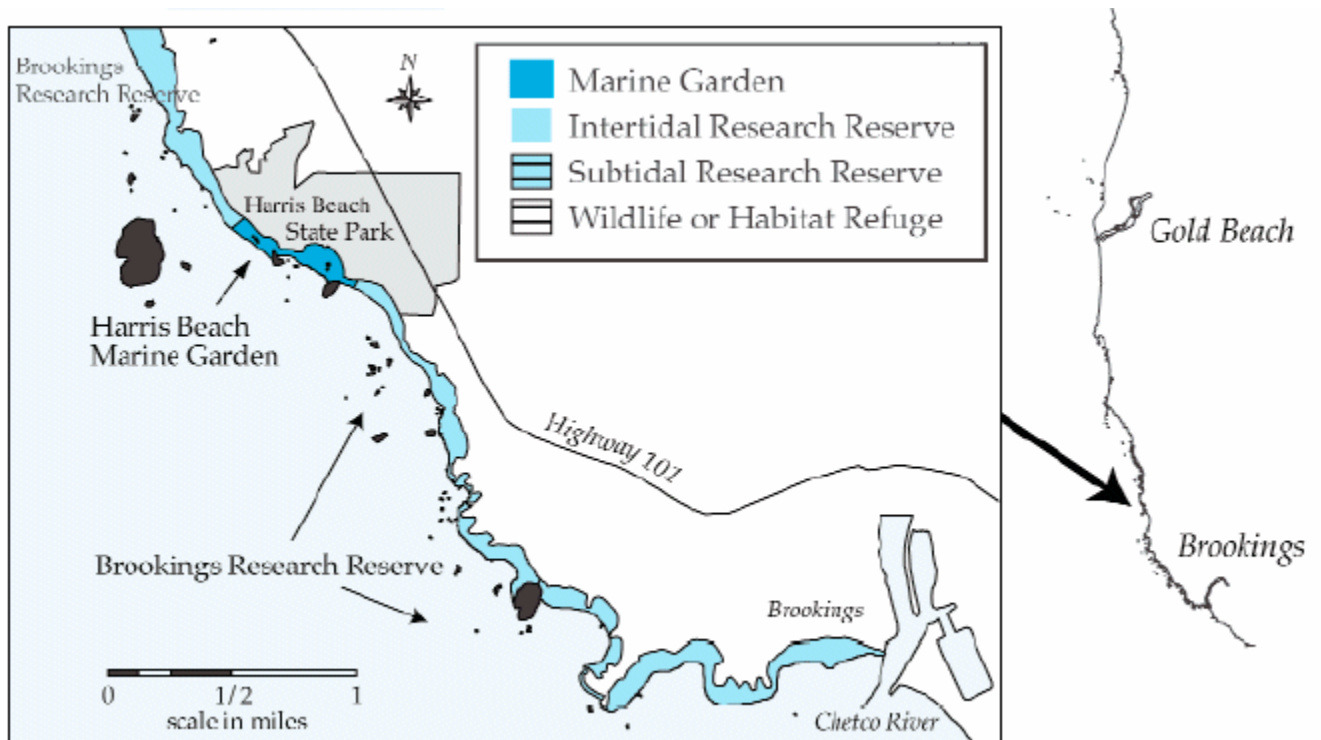 Brookings
Research Reserve
N
Marine Garden
Intertidal Research Reserve
Subtidal Research Reserve
Wildlife or Habitat Refuge
Harris Beach
State Park
Harris Beach
Marine Garden
Highway 101
Brookings Research Reserve
Brookings
Chetco River
0 1/2 1
scale in miles
Gold Beach
Brookings